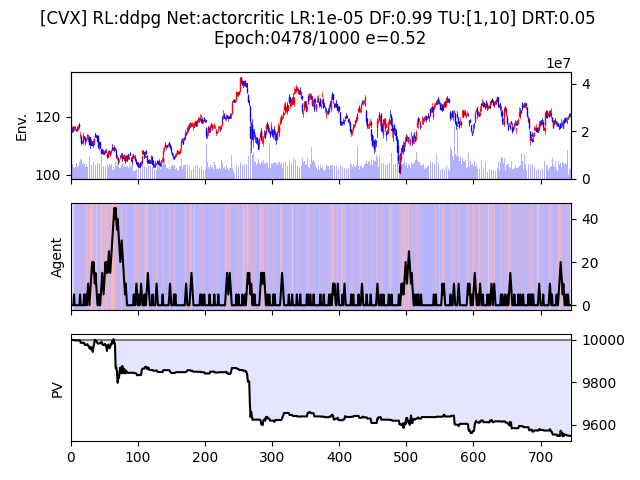 [CVX] RL:ddpg Net:actorcritic LR:1e-05 DF:0.99 TU:[1,10] DRT:0.05
Epoch:0478/1000 e=0.52
1e7
Env.
120
100
4
2
0
Agent
40
20
0
PV
10000
9800
9600
0 100 200 300 400 500 600 700